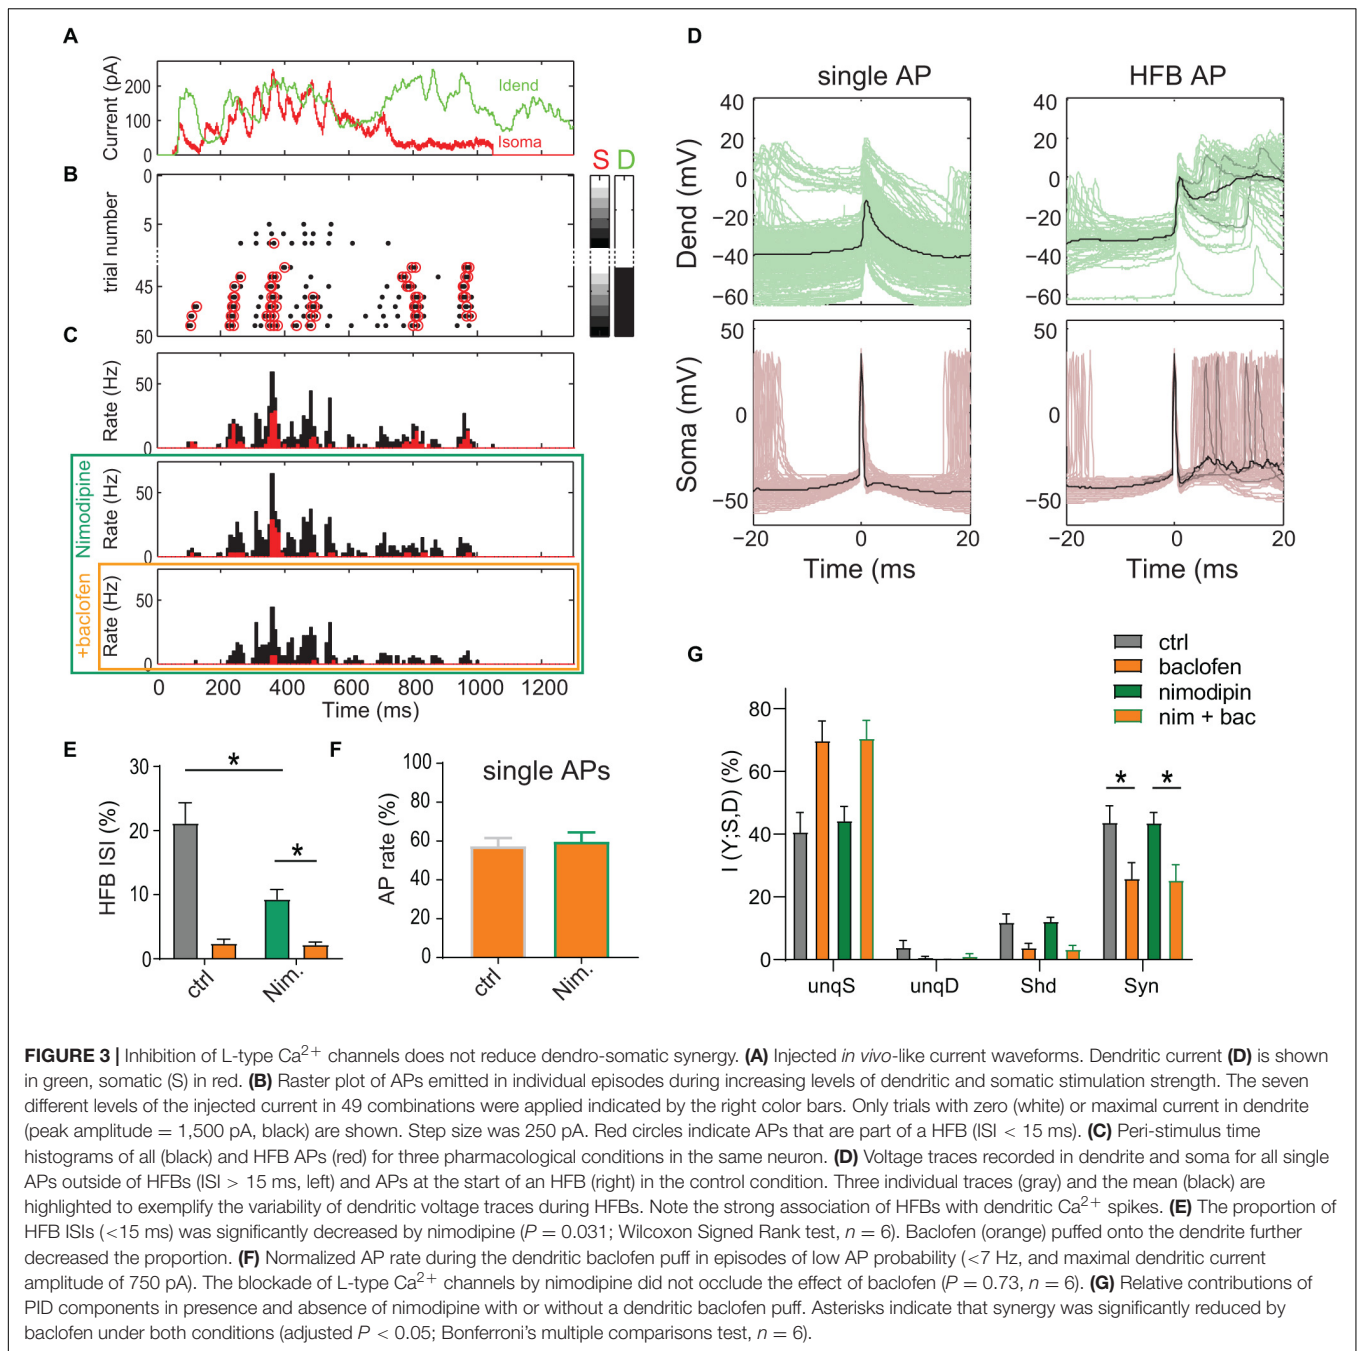 A
Current (pA)
200
100
0
Idend
Isoma
B
trial number
0
5
45
50
S D
C
Rate (Hz)
50
0
Nimodipine
Rate (Hz)
50
0
+baclofen
Rate (Hz)
50
0
0 200 400 600 800 1000 1200
Time (ms)
D
single AP
HFB AP
Dend (mV)
40
20
0
−20
−40
−60
40
20
0
−20
−40
−60
Soma (mV)
50
0
−50
50
0
−50
−20 0 20
−20 0 20
Time (ms
Time (ms
E
HFB ISI (%)
30
20
10
0
*
*
ctrl
Nim.
F
single APs
AP rate (%)
100
80
60
40
20
0
ctrl
Nim.
G
ctrl
baclofen
nimodipin
nim + bac
I (Y;S,D) (%)
80
60
40
20
0
* *
unqS unqD Shd Syn
FIGURE 3 | Inhibition of L-type Ca2+ channels does not reduce dendro-somatic synergy. (A) Injected in vivo-like current waveforms. Dendritic current (D) is shown
in green, somatic (S) in red. (B) Raster plot of APs emitted in individual episodes during increasing levels of dendritic and somatic stimulation strength. The seven
different levels of the injected current in 49 combinations were applied indicated by the right color bars. Only trials with zero (white) or maximal current in dendrite
(peak amplitude = 1,500 pA, black) are shown. Step size was 250 pA. Red circles indicate APs that are part of a HFB (ISI < 15 ms). (C) Peri-stimulus time
histograms of all (black) and HFB APs (red) for three pharmacological conditions in the same neuron. (D) Voltage traces recorded in dendrite and soma for all single
APs outside of HFBs (ISI > 15 ms, left) and APs at the start of an HFB (right) in the control condition. Three individual traces (gray) and the mean (black) are
highlighted to exemplify the variability of dendritic voltage traces during HFBs. Note the strong association of HFBs with dendritic Ca2+ spikes. (E) The proportion of
HFB ISIs (<15 ms) was significantly decreased by nimodipine (P = 0.031; Wilcoxon Signed Rank test, n = 6). Baclofen (orange) puffed onto the dendrite further
decreased the proportion. (F) Normalized AP rate during the dendritic baclofen puff in episodes of low AP probability (<7 Hz, and maximal dendritic current
amplitude of 750 pA). The blockade of L-type Ca2+ channels by nimodipine did not occlude the effect of baclofen (P = 0.73, n = 6). (G) Relative contributions of
PID components in presence and absence of nimodipine with or without a dendritic baclofen puff. Asterisks indicate that synergy was significantly reduced by
baclofen under both conditions (adjusted P < 0.05; Bonferroni's multiple comparisons test, n = 6).